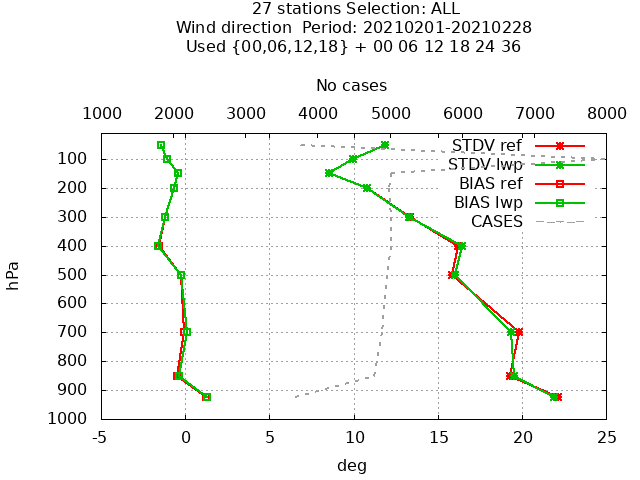 27 stations Selection: ALL
Wind direction  Period: 20210201-20210228
Used {00,06,12,18} + 00 06 12 18 24 36
No cases
1000 2000 3000 4000 5000 6000 7000 8000
STDV ref
STDV lwp
BIAS ref
BIAS lwp
CASES
100
200
300
400
500
600
700
800
900
1000
hPa
-5 0 5 10 15 20 25
deg